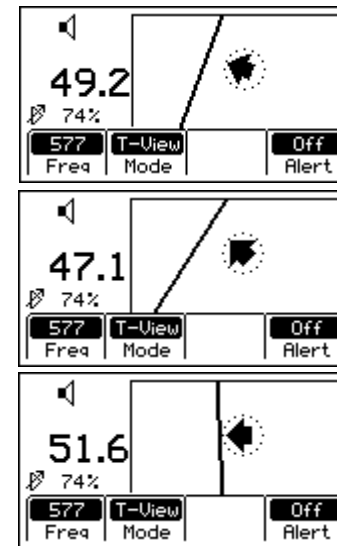 49.2
74%
577 T-View Off
Freq Mode Alert
47.1
74%
577 T-View Off
Freq Mode Alert
51.6
74%
577 T-View Off
Freq Mode Alert